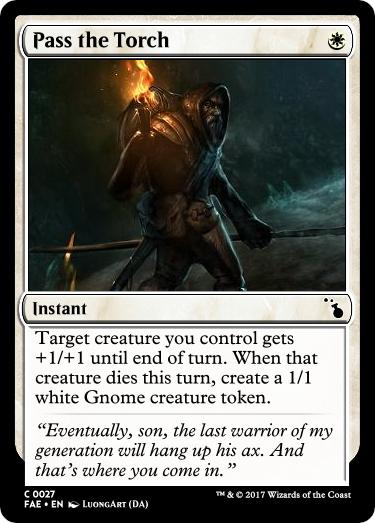 Pass the Torch
Instant
Target creature you control gets
+1/+1 until end of turn. When that
creature dies this turn, create a 1/1
white Gnome creature token.
“Eventually, son, the last warrior of my
generation will hang up his ax. And
that’s where you come in.”
C 0027
FAE • EN LuongArt (DA)
™ & © 2017 Wizards of the Coast